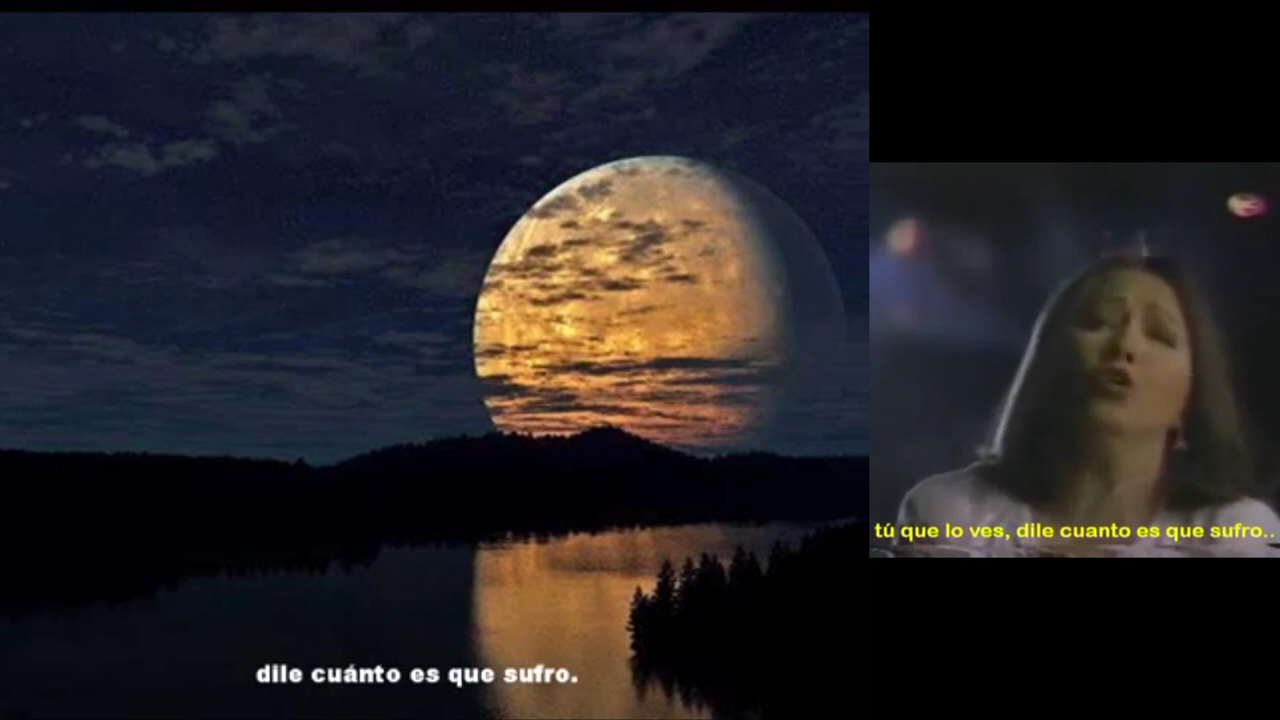 tú que lo ves, dile cuanto es que sufro..
dile cuánto es que sufro.